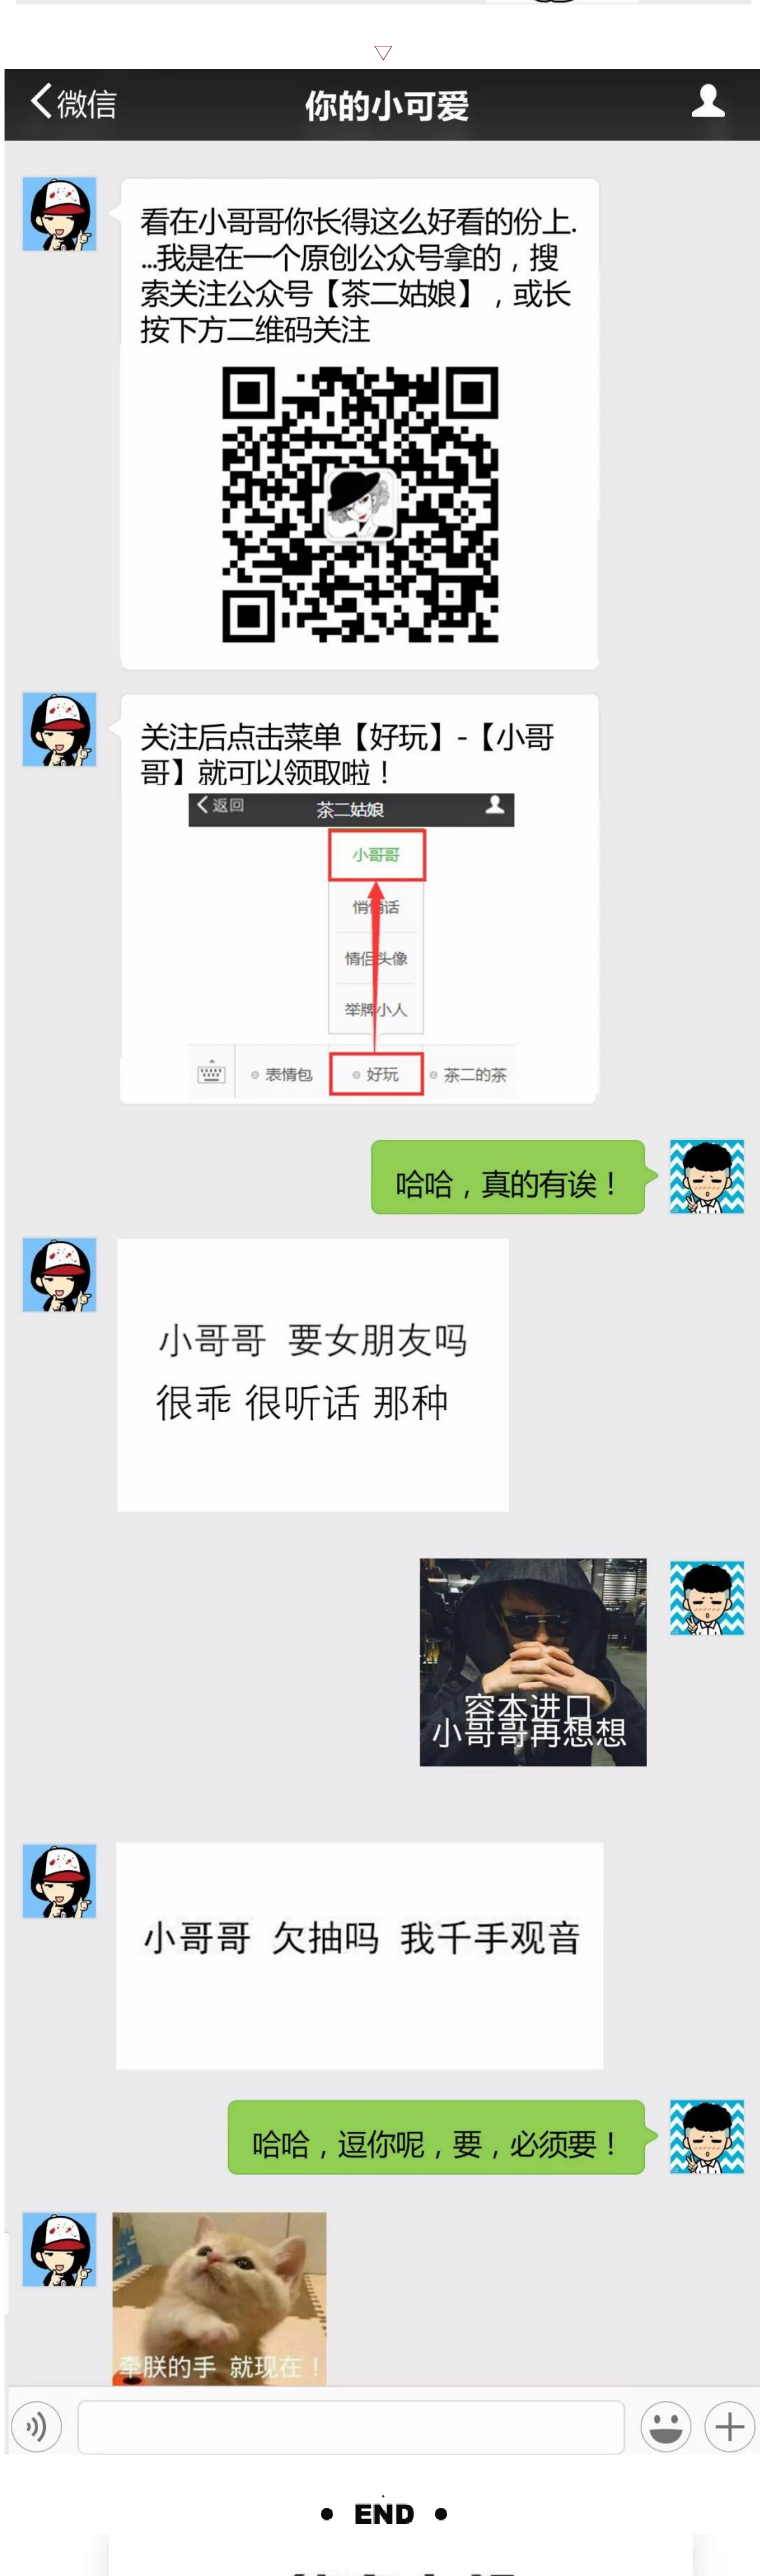 微信
你的小可爱
看在小哥哥你长得这么好看的份上.
...我是在一个原创公众号拿的，搜
索关注公众号【茶二姑娘】，或长
按下方二维码关注
关注后点击菜单【好玩】-【小哥
哥】就可以领取啦！
返回
茶二姑娘
小哥哥
悄悄话
情侣头像
举牌小人
表情包
好玩
茶二的茶
哈哈，真的有诶！
小哥哥 要女朋友吗
很乖 很听话 那种
容本进口
小哥哥再想想
小哥哥 欠抽吗 我千手观音
哈哈，逗你呢，要，必须要！
牵朕的手 就现在！
• END •